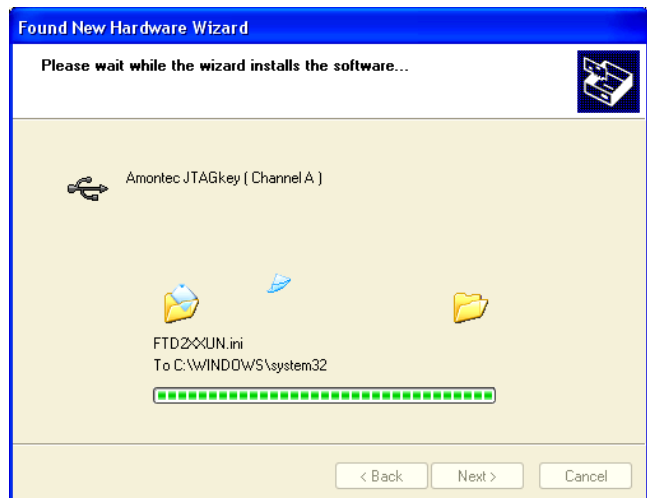 Found New Hardware Wizard
Please wait while the wizard installs the software...
Amontec JTAGkey ( Channel A )
FTD2XXUN.ini
To C:\WINDOWS\system32
< Back
Next >
Cancel